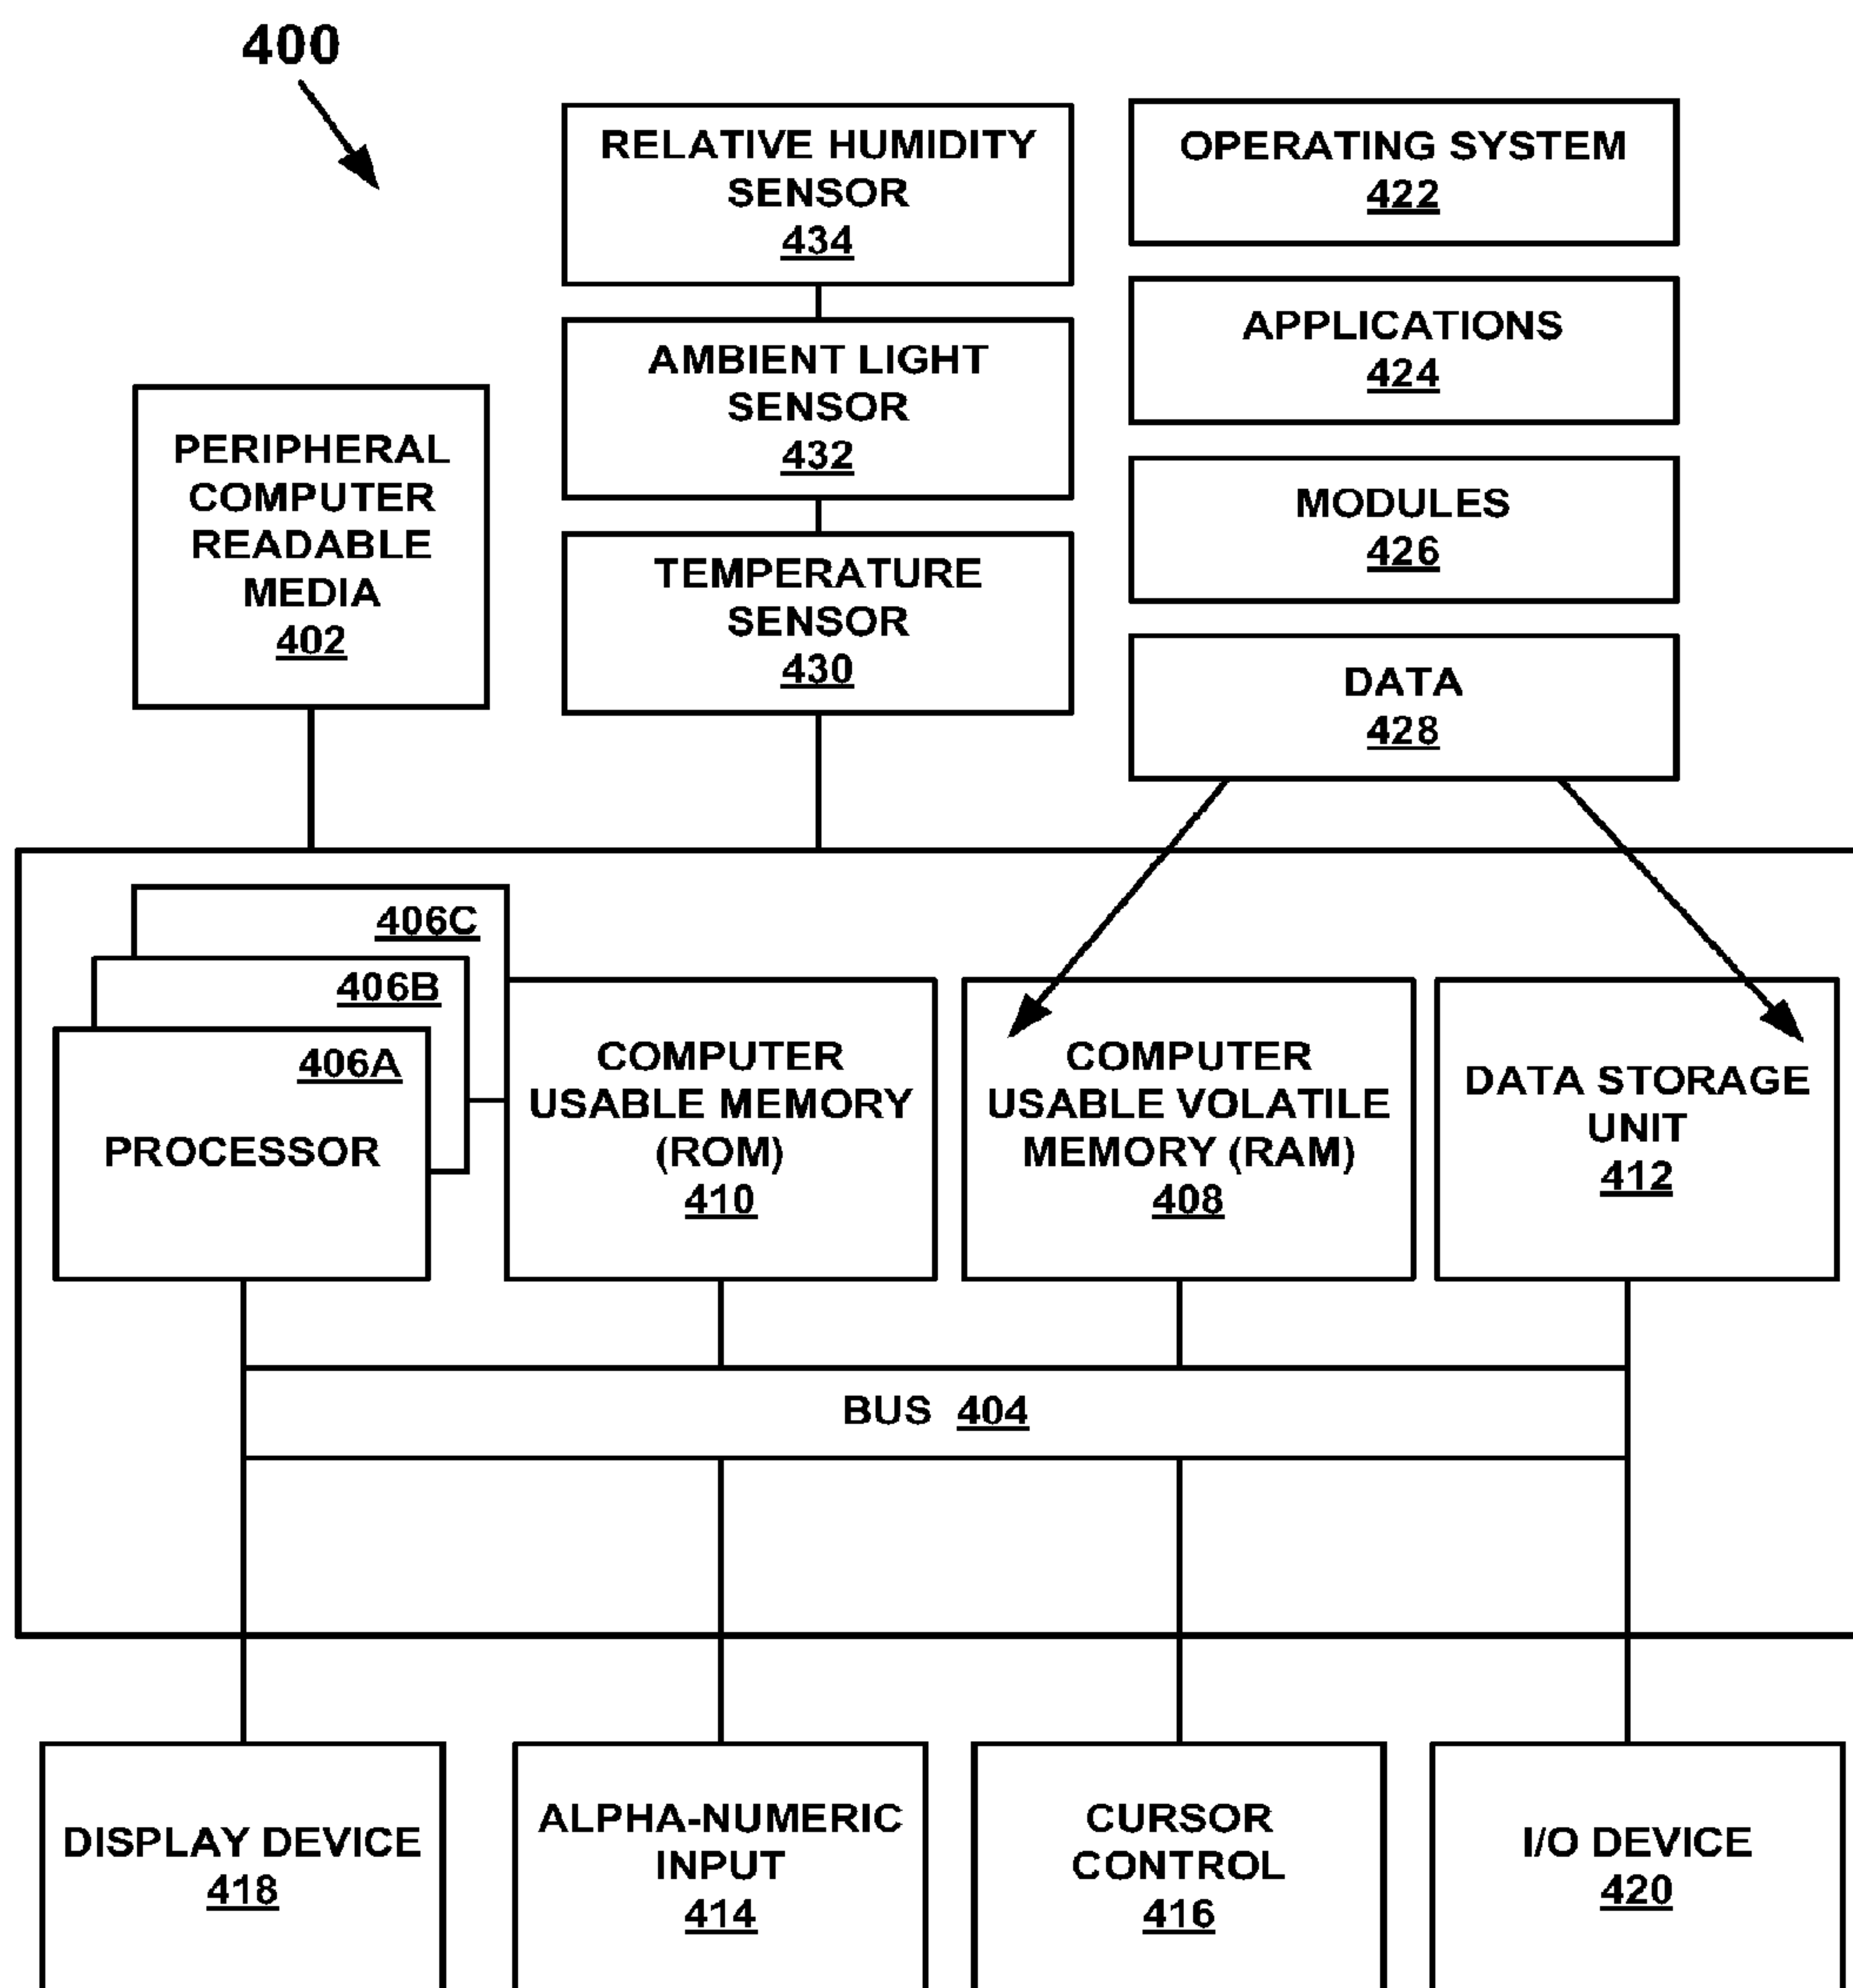 400
RELATIVE HUMIDITY
SENSOR
434
OPERATING SYSTEM
422
APPLICATIONS
424
AMBIENT LIGHT
SENSOR
432
PERIPHERAL
COMPUTER
READABLE
MEDIA
402
MODULES
426
TEMPERATURE
SENSOR
430
DATA
428
406C
406B
406A
PROCESSOR
COMPUTER
USABLE MEMORY
(ROM)
410
COMPUTER
USABLE VOLATILE
MEMORY (RAM)
408
DATA STORAGE
UNIT
412
BUS 404
DISPLAY DEVICE
418
ALPHA-NUMERIC
INPUT
414
CURSOR
CONTROL
416
I/O DEVICE
420